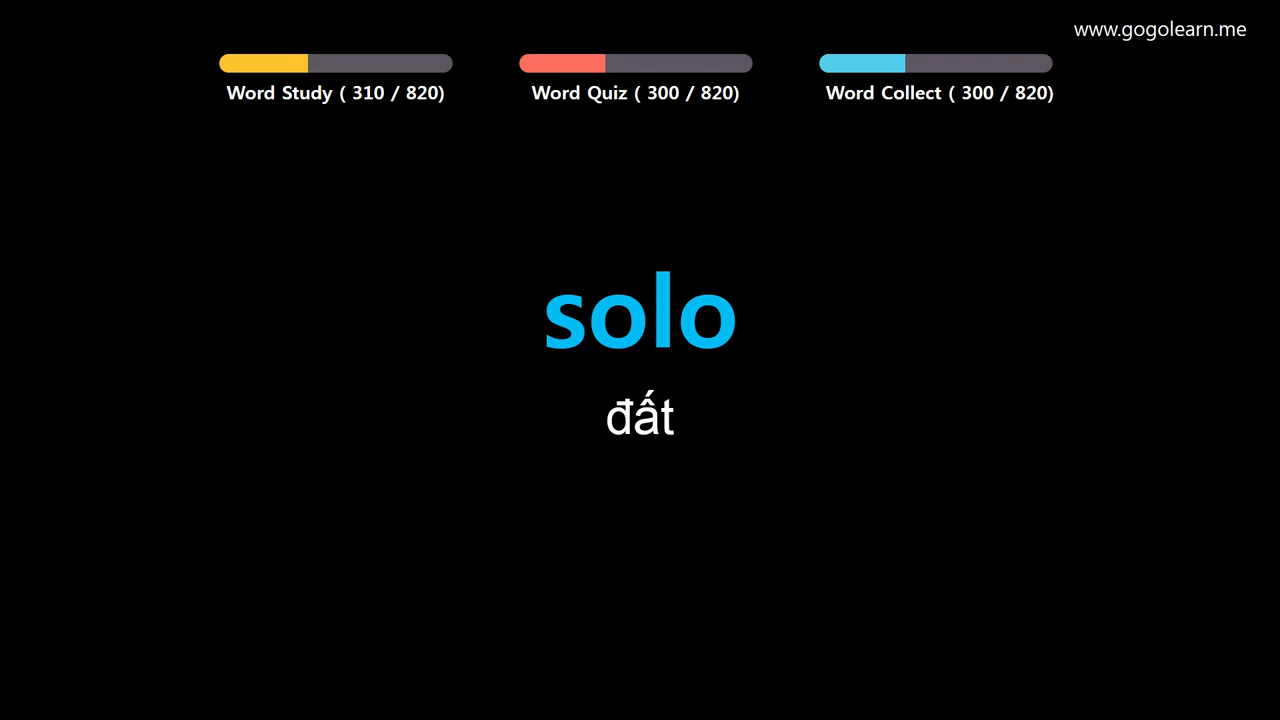 www.gogolearn.me
Word Study ( 310 / 820)
Word Quiz ( 300 / 820)
Word Collect ( 300 / 820)
solo
đất